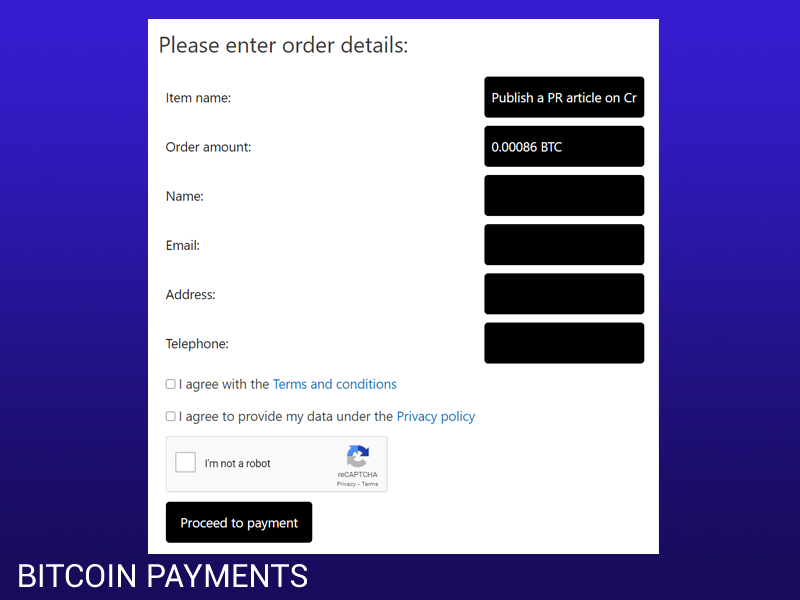 Please enter order details:
Item name:
Publish a PR article on Cr
Order amount:
0.00086 BTC
Name:
Email:
Address:
Telephone:
I agree with the Terms and conditions
I agree to provide my data under the Privacy policy
I'm not a robot
reCAPTCHA
Privacy - Terms
Proceed to payment
BITCOIN PAYMENTS